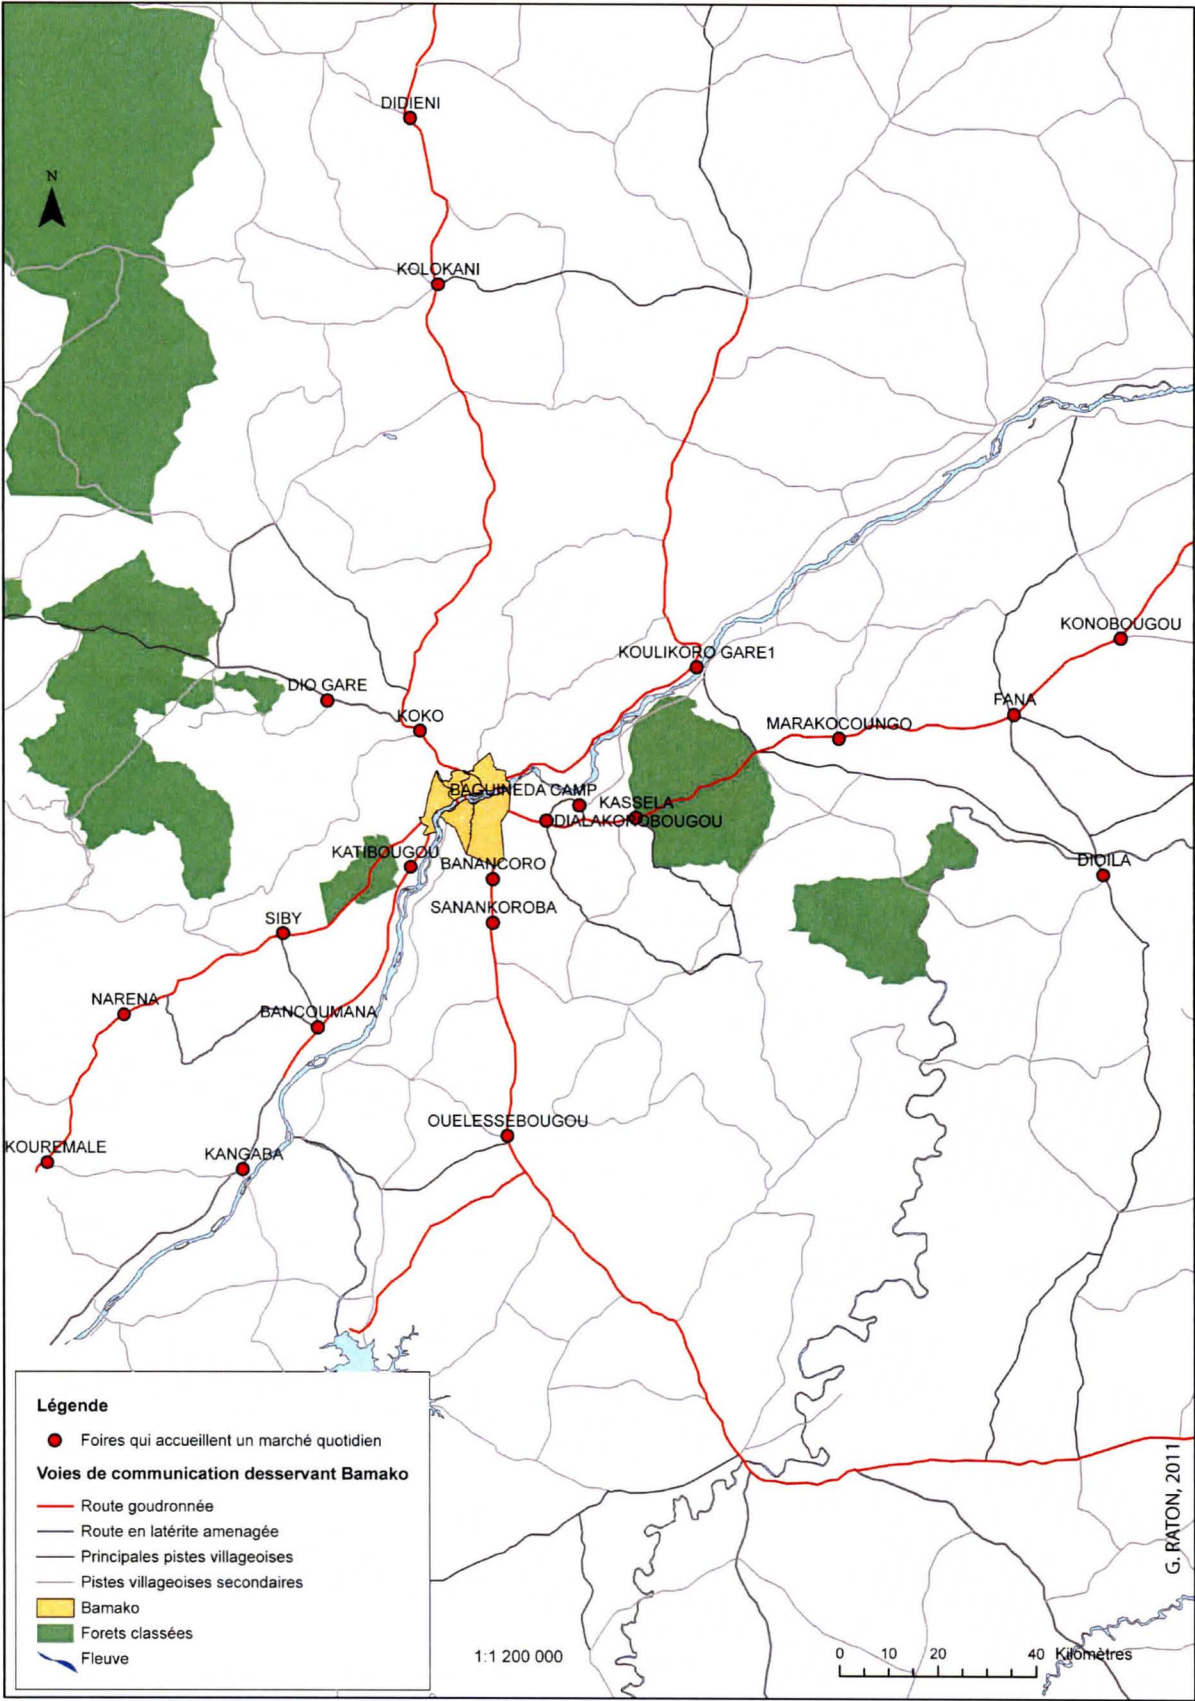 DIDIENI
N
KOLOKANI
KONOBOUGOU
KOULIKORO GARE1
DIO GARE
FANA
KOKO
MARAKOCOUNGO
BAGUINEDA CAMP
KASSELA
DIALAKOROBOUGOU
KATIBOUGOU
BANANCORO
DIOILA
SANANKOROBA
SIBY
NARENA
BANCOUMANA
OUELESSEBOUGOU
KOUREMALE
KANGABA
Légende
Foires qui accueillent un marché quotidien
Voies de communication desservant Bamako
Route goudronnée
Route en latérite amenagée
Principales pistes villageoises
Pistes villageoises secondaires
Bamako
Forets classées
Fleuve
1:1 200 000
0 10 20 40 Kilomètres
G. RATON, 2011